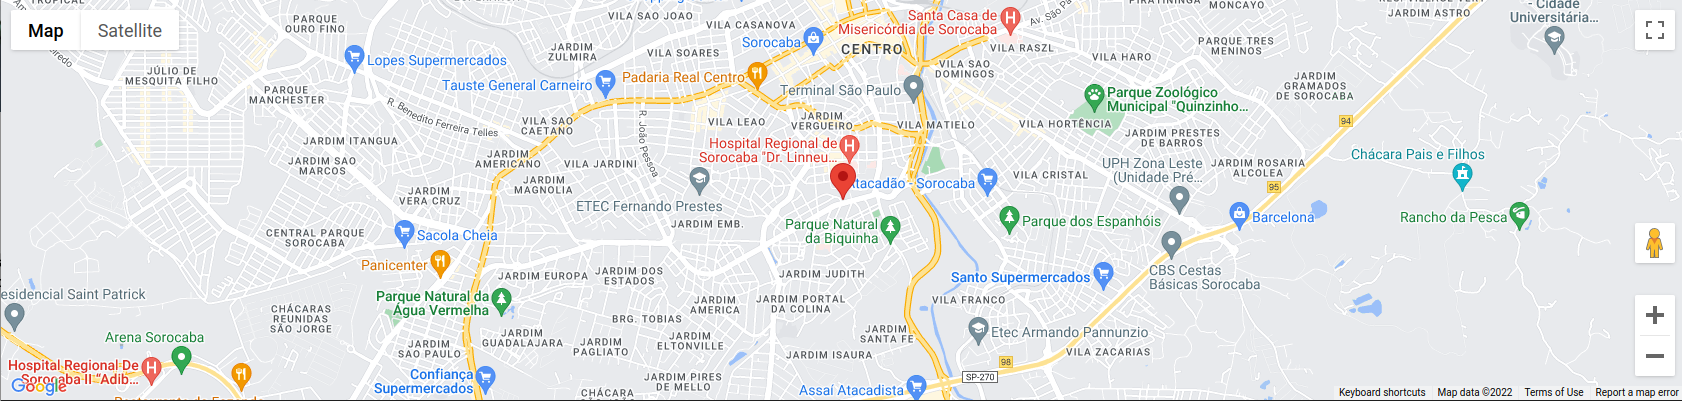 Map
Satellite
TROPICAL
PARQUE
OURO FINO
VILA SAO JOAO
VILA CASANOVA
Santa Casa de
Misericórdia de Sorocaba
Av. São
PIRATININGA
MONCAYO
RES. VILLAGE VERT
JARDIM ASTRO
- Cidade
Universitária...
JARDIM
ZULMIRA
VILA SOARES
Sorocaba
CENTRO
VILA RASZL
VILA HARO
PARQUE TRES
MENINOS
Lopes Supermercados
JÚLIO DE
MESQUITA FILHO
PARQUE
MANCHESTER
Tauste General Carneiro
Padaria Real Centro
VILA SAO
DOMINGOS
Terminal São Paulo
Parque Zoológico
Municipal "Quinzinho...
JARDIM
GRAMADOS
DE SOROCABA
R. Benedito Ferreira Telles
VILA SAO
CAETANO
R. João Pessoa
VILA LEAO
JARDIM
VERGUEIRO
VILA MATIELO
VILA HORTÊNCIA
JARDIM PRESTES
DE BARROS
94
JARDIM ITANGUA
JARDIM SAO
MARCOS
JARDIM
AMERICANO
VILA JARDINI
Hospital Regional de
Sorocaba "Dr. Linneu...
UPH Zona Leste
(Unidade Pré...
JARDIM ROSARIA
ALCOLEA
Chácara Pais e Filhos
JARDIM
MAGNOLIA
Atacadão - Sorocaba
VILA CRISTAL
95
JARDIM
VERA CRUZ
ETEC Fernando Prestes
JARDIM EMB.
Parque Natural
da Biquinha
Parque dos Espanhóis
Barcelona
Rancho da Pesca
CENTRAL PARQUE
SOROCABA
Sacola Cheia
Panicenter
JARDIM EUROPA
JARDIM DOS
ESTADOS
JARDIM JUDITH
Santo Supermercados
CBS Cestas
Básicas Sorocaba
esidencial Saint Patrick
Parque Natural da
Água Vermelha
JARDIM
AMERICA
JARDIM PORTAL
DA COLINA
VILA FRANCO
CHÁCARAS
REUNIDAS
SÃO JORGE
BRG. TOBIAS
Arena Sorocaba
JARDIM
GUADALAJARA
JARDIM
ELTONVILLE
JARDIM
SANTA FE
Etec Armando Pannunzio
JARDIM
SAO PAULO
JARDIM
PAGLIATO
JARDIM ISAURA
VILA ZACARIAS
98
Hospital Regional De
Sorocaba II "Adib...
Google
Confiança
Supermercados
JARDIM PIRES
DE MELLO
SP-270
Assaí Atacadista
CHÁCARA
Keyboard shortcuts
Map data ©2022
Terms of Use
Report a map error